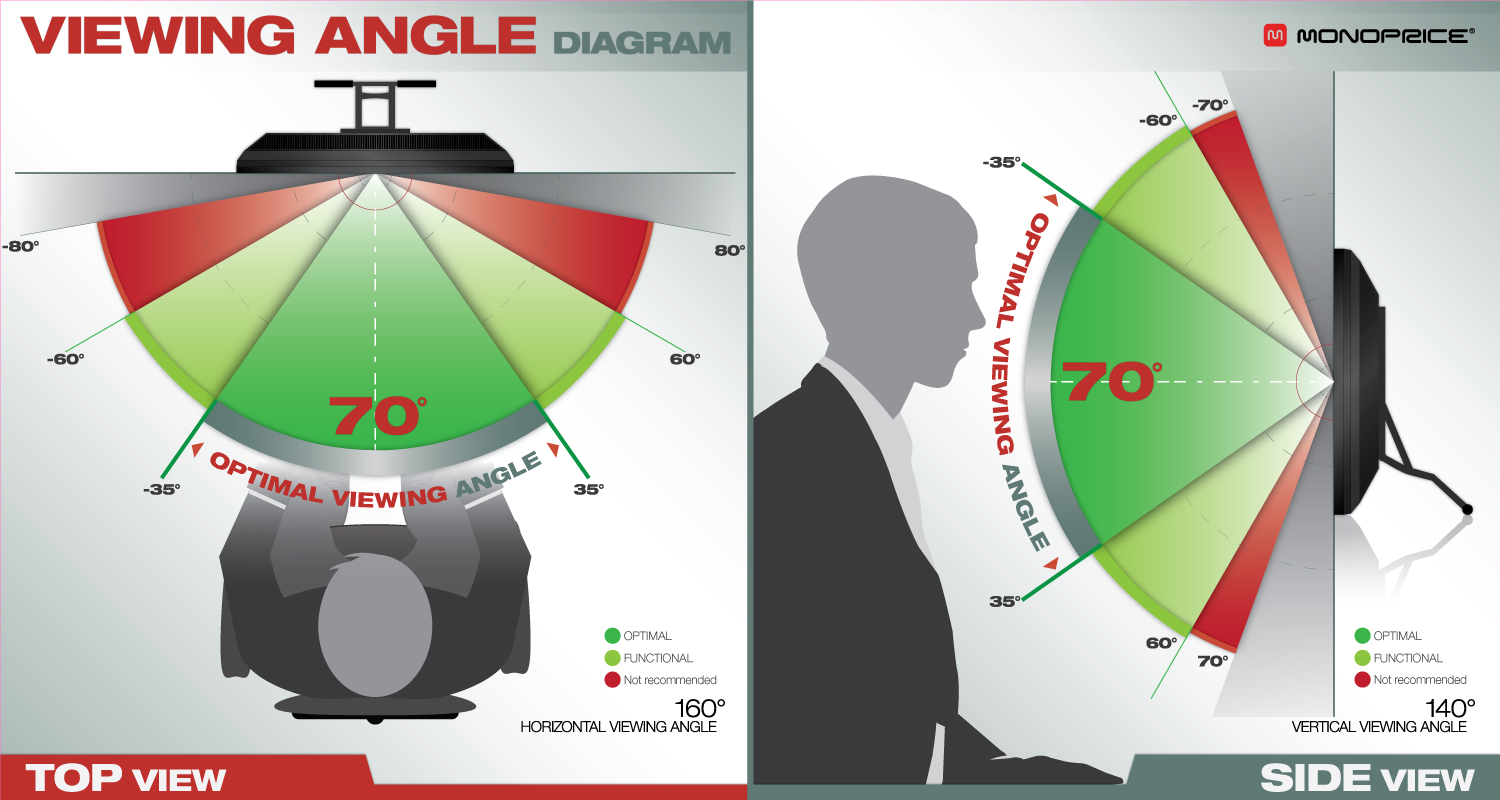 VIEWING ANGLE DIAGRAM
-80°
80°
-60°
60°
70°
-35°
35°
OPTIMAL VIEWING ANGLE
OPTIMAL
FUNCTIONAL
Not recommended
160°
HORIZONTAL VIEWING ANGLE
TOP VIEW
M MONOPRICE®
-70°
-60°
-35°
OPTIMAL VIEWING ANGLE
70°
35°
60°
70°
OPTIMAL
FUNCTIONAL
Not recommended
140°
VERTICAL VIEWING ANGLE
SIDE VIEW